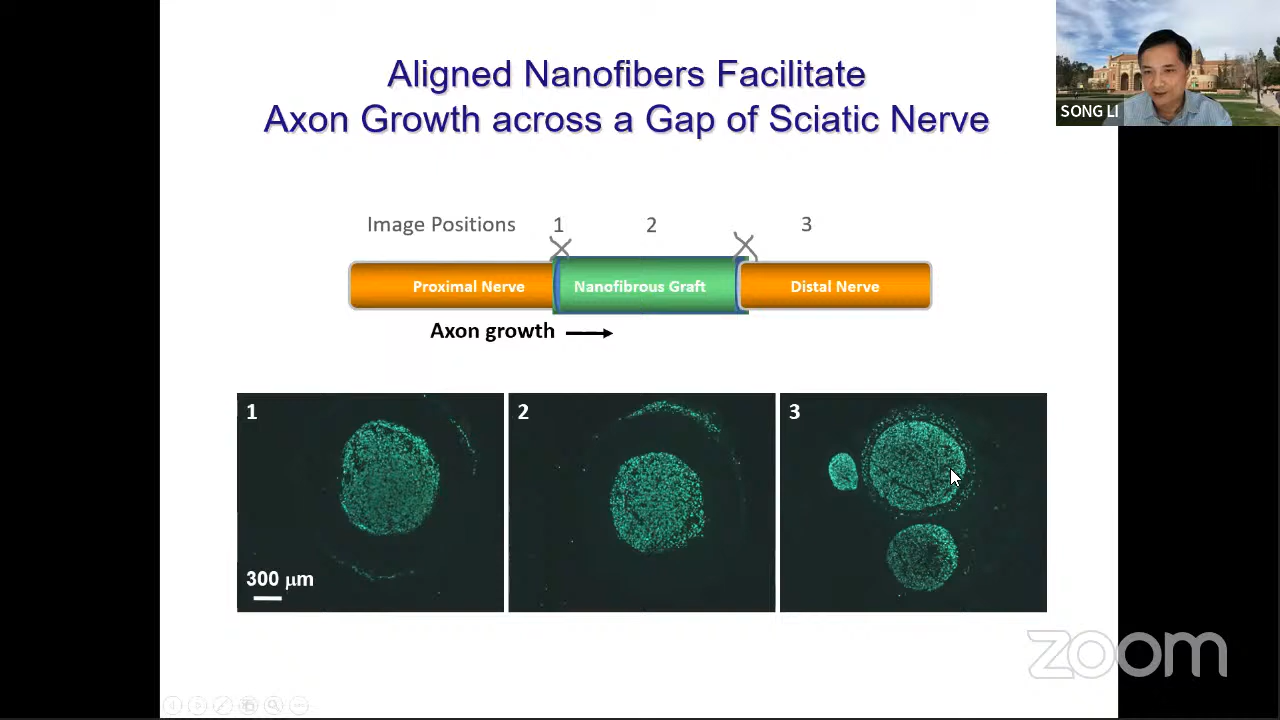 Aligned Nanofibers Facilitate
Axon Growth across a Gap of Sciatic Nerve
SONG LI
Image Positions 1 2 3
Proximal Nerve Nanofibrous Graft Distal Nerve
Axon growth
1 2 3
300 μm
zoom